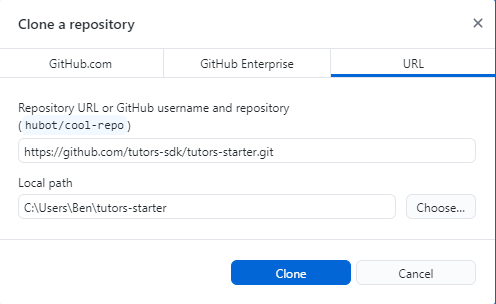 Clone a repository
GitHub.com
GitHub Enterprise
URL
Repository URL or GitHub username and repository
(hubot/cool-repo)
https://github.com/tutors-sdk/tutors-starter.git
Local path
C:\Users\Ben\tutors-starter
Choose...
Clone
Cancel